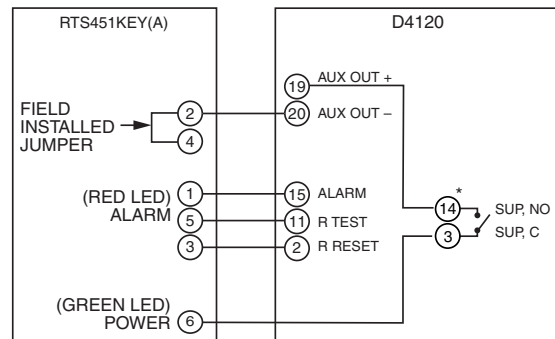 RTS451KEY(A)
D4120
19 AUX OUT +
FIELD
INSTALLED
JUMPER
2
20 AUX OUT –
4
(RED LED)
ALARM
1
15 ALARM
5
11 R TEST
3
2 R RESET
14 *
SUP, NO
3
SUP, C
(GREEN LED)
POWER 6